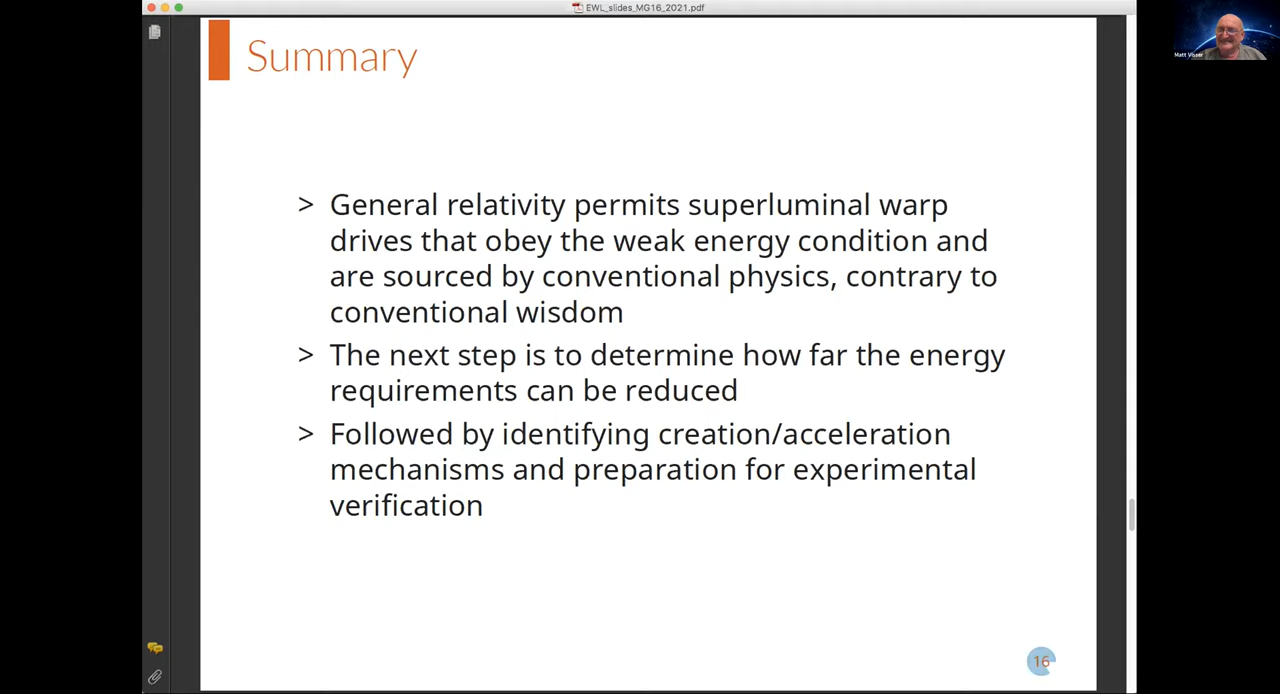 EWL_slides_MG16_2021.pdf
Matt Visser
Summary
> General relativity permits superluminal warp
drives that obey the weak energy condition and
are sourced by conventional physics, contrary to
conventional wisdom
> The next step is to determine how far the energy
requirements can be reduced
> Followed by identifying creation/acceleration
mechanisms and preparation for experimental
verification
16